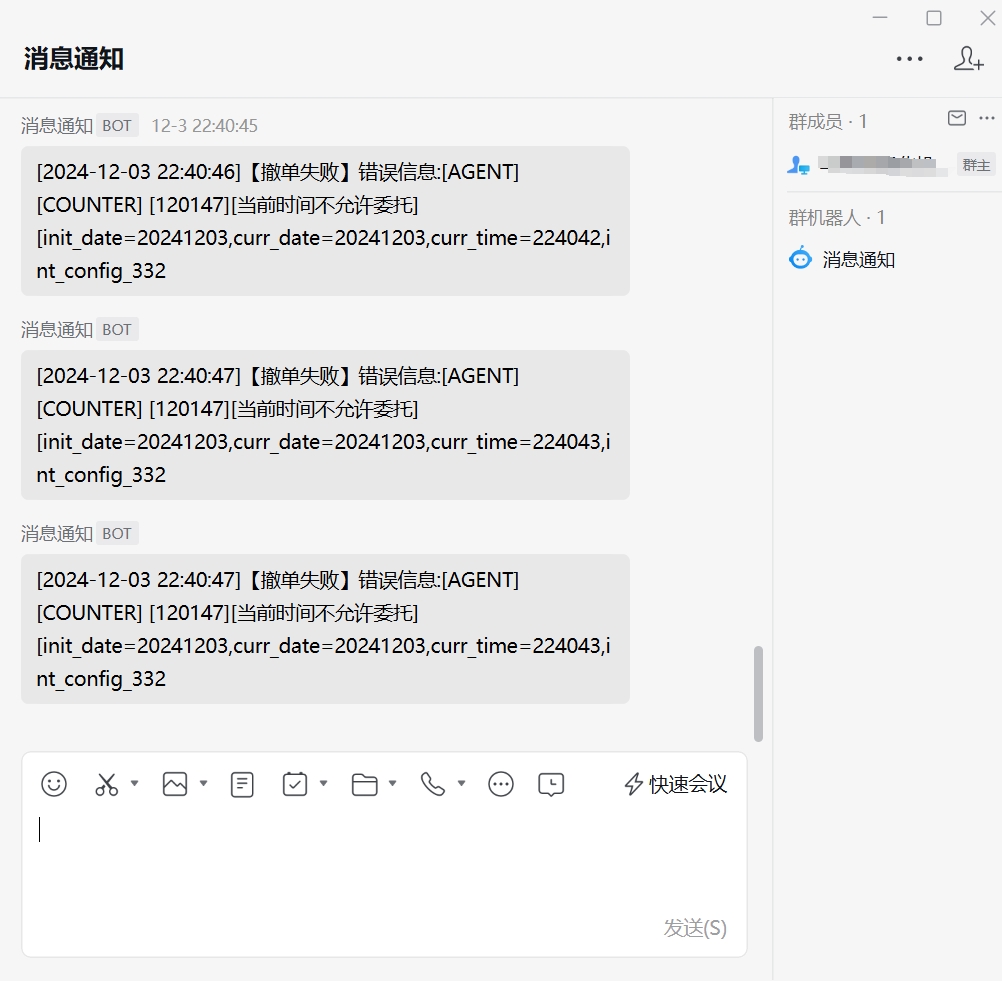 消息通知
消息通知 BOT 12-3 22:40:45
[2024-12-03 22:40:46]【撤单失败】错误信息:[AGENT]
[COUNTER] [120147][当前时间不允许委托]
[init_date=20241203,curr_date=20241203,curr_time=224042,i
nt_config_332
消息通知 BOT
[2024-12-03 22:40:47]【撤单失败】错误信息:[AGENT]
[COUNTER] [120147][当前时间不允许委托]
[init_date=20241203,curr_date=20241203,curr_time=224043,i
nt_config_332
消息通知 BOT
[2024-12-03 22:40:47]【撤单失败】错误信息:[AGENT]
[COUNTER] [120147][当前时间不允许委托]
[init_date=20241203,curr_date=20241203,curr_time=224043,i
nt_config_332
快速会议
发送(S)
群成员 · 1
群主
群机器人 · 1
消息通知